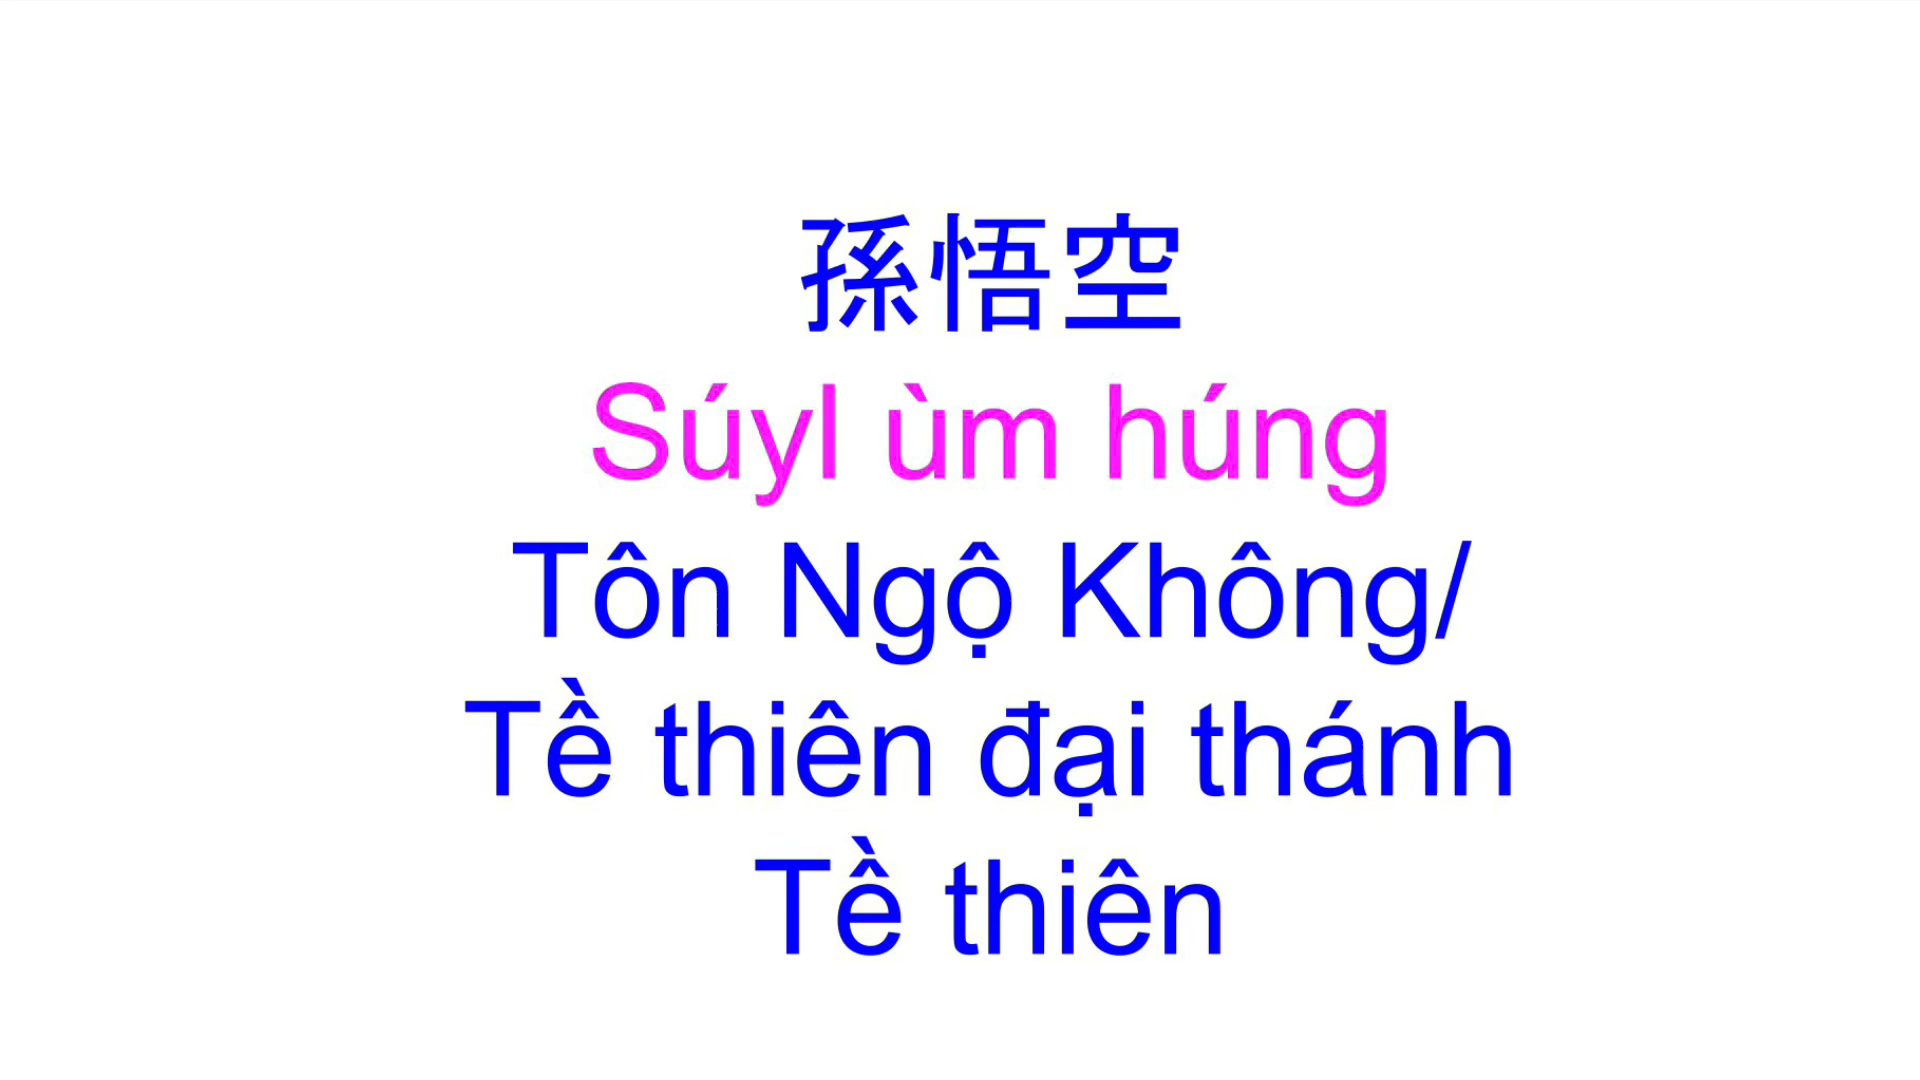 孫悟空
Súyl ùm húng
Tôn Ngộ Không/
Tề thiên đại thánh
Tề thiên